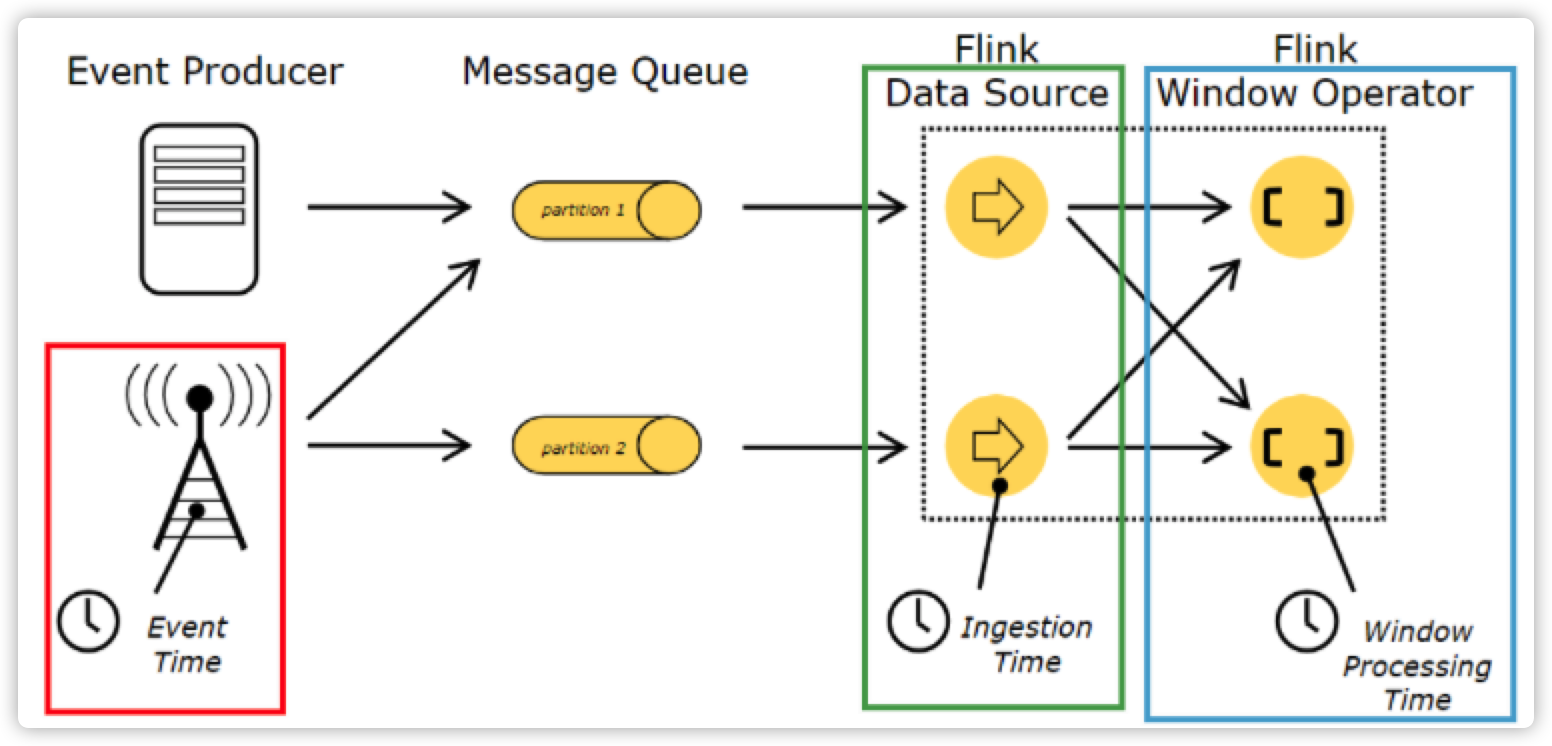 Event Producer
Message Queue
Flink
Data Source
Flink
Window Operator
partition 1
partition 2
Event
Time
Ingestion
Time
Window
Processing
Time